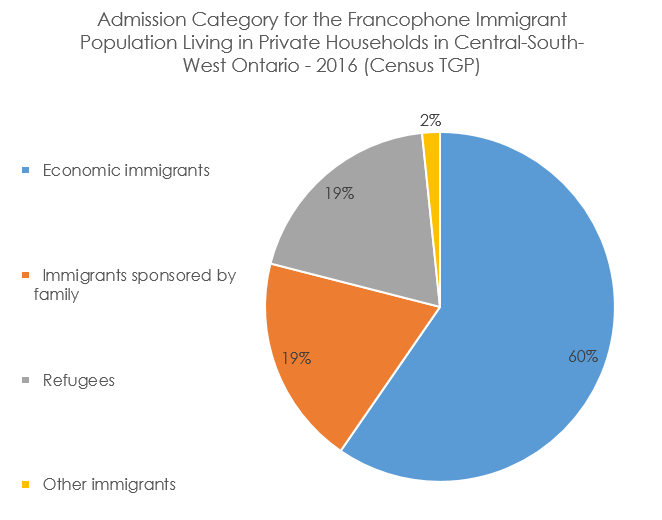 Admission Category for the Francophone Immigrant
Population Living in Private Households in Central-South-
West Ontario - 2016 (Census TGP)
2%
Economic immigrants
19%
Immigrants sponsored by
family
19%
60%
Refugees
Other immigrants